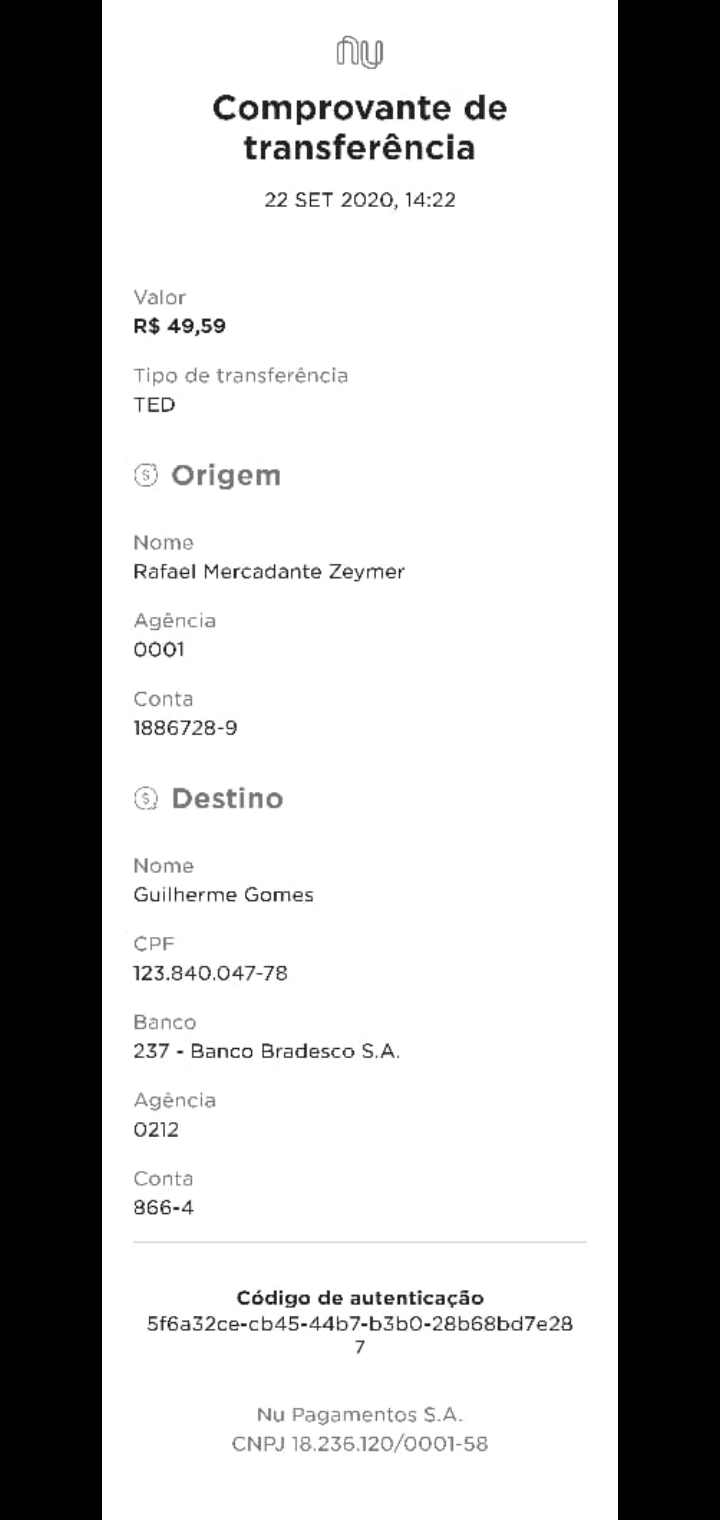 nu
Comprovante de
transferência
22 SET 2020, 14:22
Valor
R$ 49,59
Tipo de transferência
TED
Origem
Nome
Rafael Mercadante Zeymer
Agência
0001
Conta
1886728-9
Destino
Nome
Guilherme Gomes
CPF
123.840.047-78
Banco
237 - Banco Bradesco S.A.
Agência
0212
Conta
866-4
Código de autenticação
5f6a32ce-cb45-44b7-b3b0-28b68bd7e28
7
Nu Pagamentos S.A.
CNPJ 18.236.120/0001-58